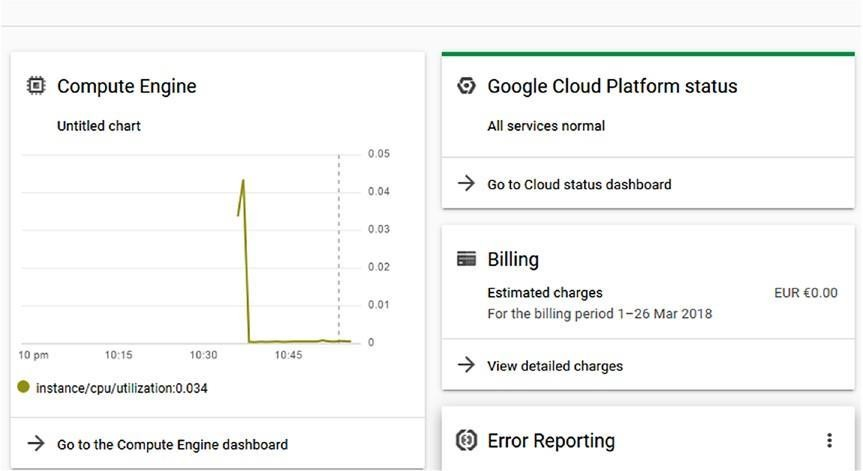 Compute Engine
Untitled chart
0.05
0.04
0.03
0.02
0.01
0
10 pm 10:15 10:30 10:45
instance/cpu/utilization:0.034
Go to the Compute Engine dashboard
Google Cloud Platform status
All services normal
Go to Cloud status dashboard
Billing
Estimated charges EUR €0.00
For the billing period 1–26 Mar 2018
View detailed charges
Error Reporting